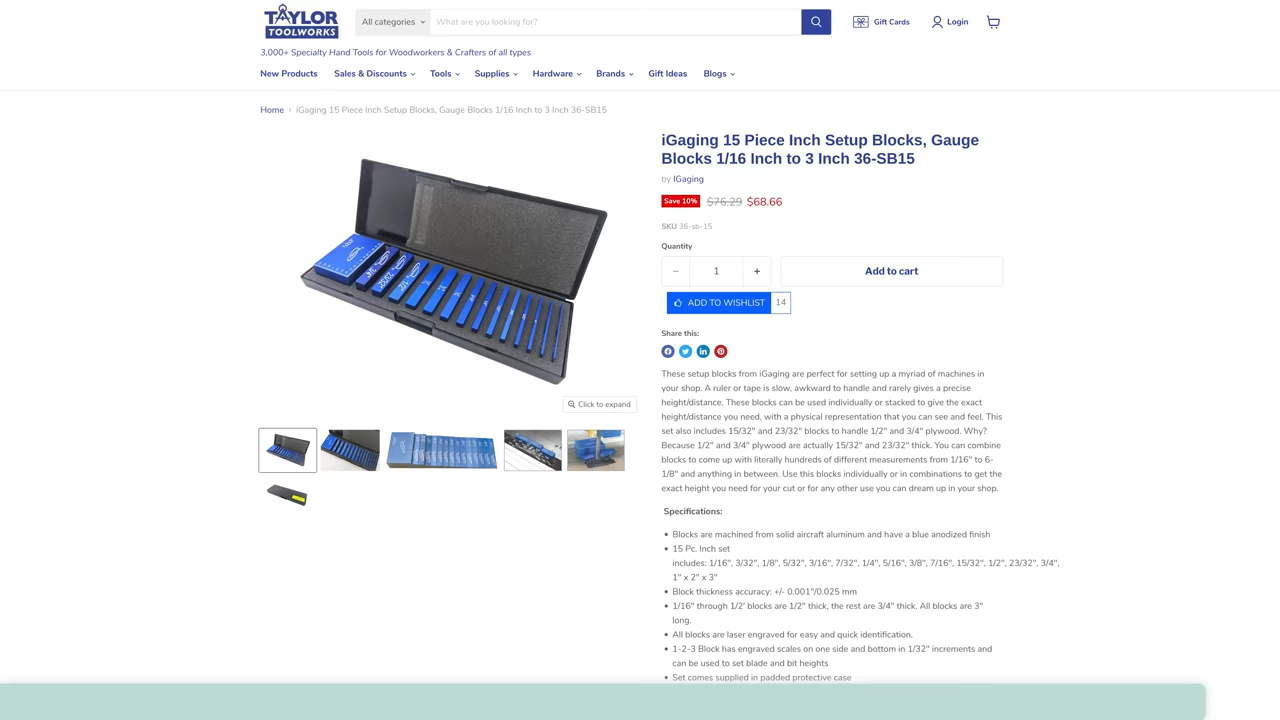 TAYLOR
TOOLWORKS
All categories
What are you looking for?
Gift Cards
Login
3,000+ Specialty Hand Tools for Woodworkers & Crafters of all types
New Products
Sales & Discounts
Tools
Supplies
Hardware
Brands
Gift Ideas
Blogs
Home › iGaging 15 Piece Inch Setup Blocks, Gauge Blocks 1/16 Inch to 3 Inch 36-SB15
iGaging 15 Piece Inch Setup Blocks, Gauge
Blocks 1/16 Inch to 3 Inch 36-SB15
by IGaging
Save 10% $76.29 $68.66
SKU 36-sb-15
Quantity
− 1 +
Add to cart
ADD TO WISHLIST 14
Share this:
These setup blocks from iGaging are perfect for setting up a myriad of machines in
your shop. A ruler or tape is slow, awkward to handle and rarely gives a precise
height/distance. These blocks can be used individually or stacked to give the exact
height/distance you need, with a physical representation that you can see and feel. This
set also includes 15/32" and 23/32" blocks to handle 1/2" and 3/4" plywood. Why?
Because 1/2" and 3/4" plywood are actually 15/32" and 23/32" thick. You can combine
blocks to come up with literally hundreds of different measurements from 1/16" to 6-
1/8" and anything in between. Use this blocks individually or in combinations to get the
exact height you need for your cut or for any other use you can dream up in your shop.
Specifications:
• Blocks are machined from solid aircraft aluminum and have a blue anodized finish
• 15 Pc. Inch set
includes: 1/16", 3/32", 1/8", 5/32", 3/16", 7/32", 1/4", 5/16", 3/8", 7/16", 15/32", 1/2", 23/32", 3/4",
1" x 2" x 3"
• Block thickness accuracy: +/- 0.001"/0.025 mm
• 1/16" through 1/2' blocks are 1/2" thick, the rest are 3/4" thick. All blocks are 3"
long.
• All blocks are laser engraved for easy and quick identification.
• 1-2-3 Block has engraved scales on one side and bottom in 1/32" increments and
can be used to set blade and bit heights
• Set comes supplied in padded protective case
Click to expand